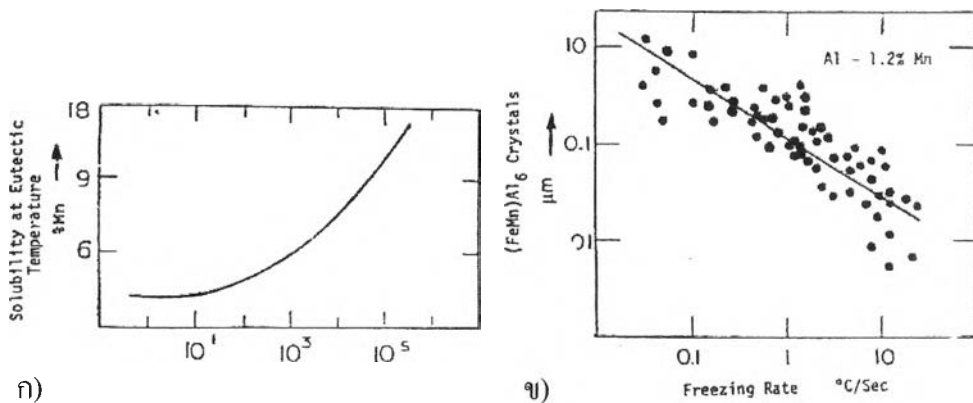 Solubility at Eutectic
Temperature
%Mn
18
9
6
10¹
10³
10⁵
ก)
(FeMn)Al₆ Crystals
μm
10
0.1
.01
Al - 1.2% Mn
0.1
1
10
Freezing Rate °C/Sec
ข)